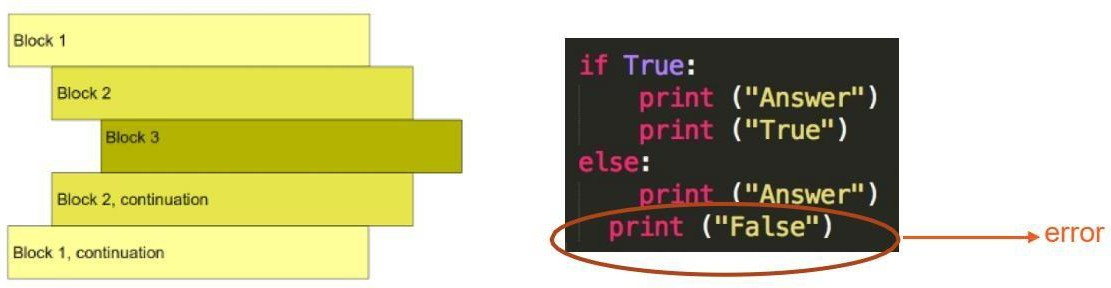 Block 1
Block 2
Block 3
Block 2, continuation
Block 1, continuation
if True:
    print ("Answer")
    print ("True")
else:
    print ("Answer")
  print ("False")
error